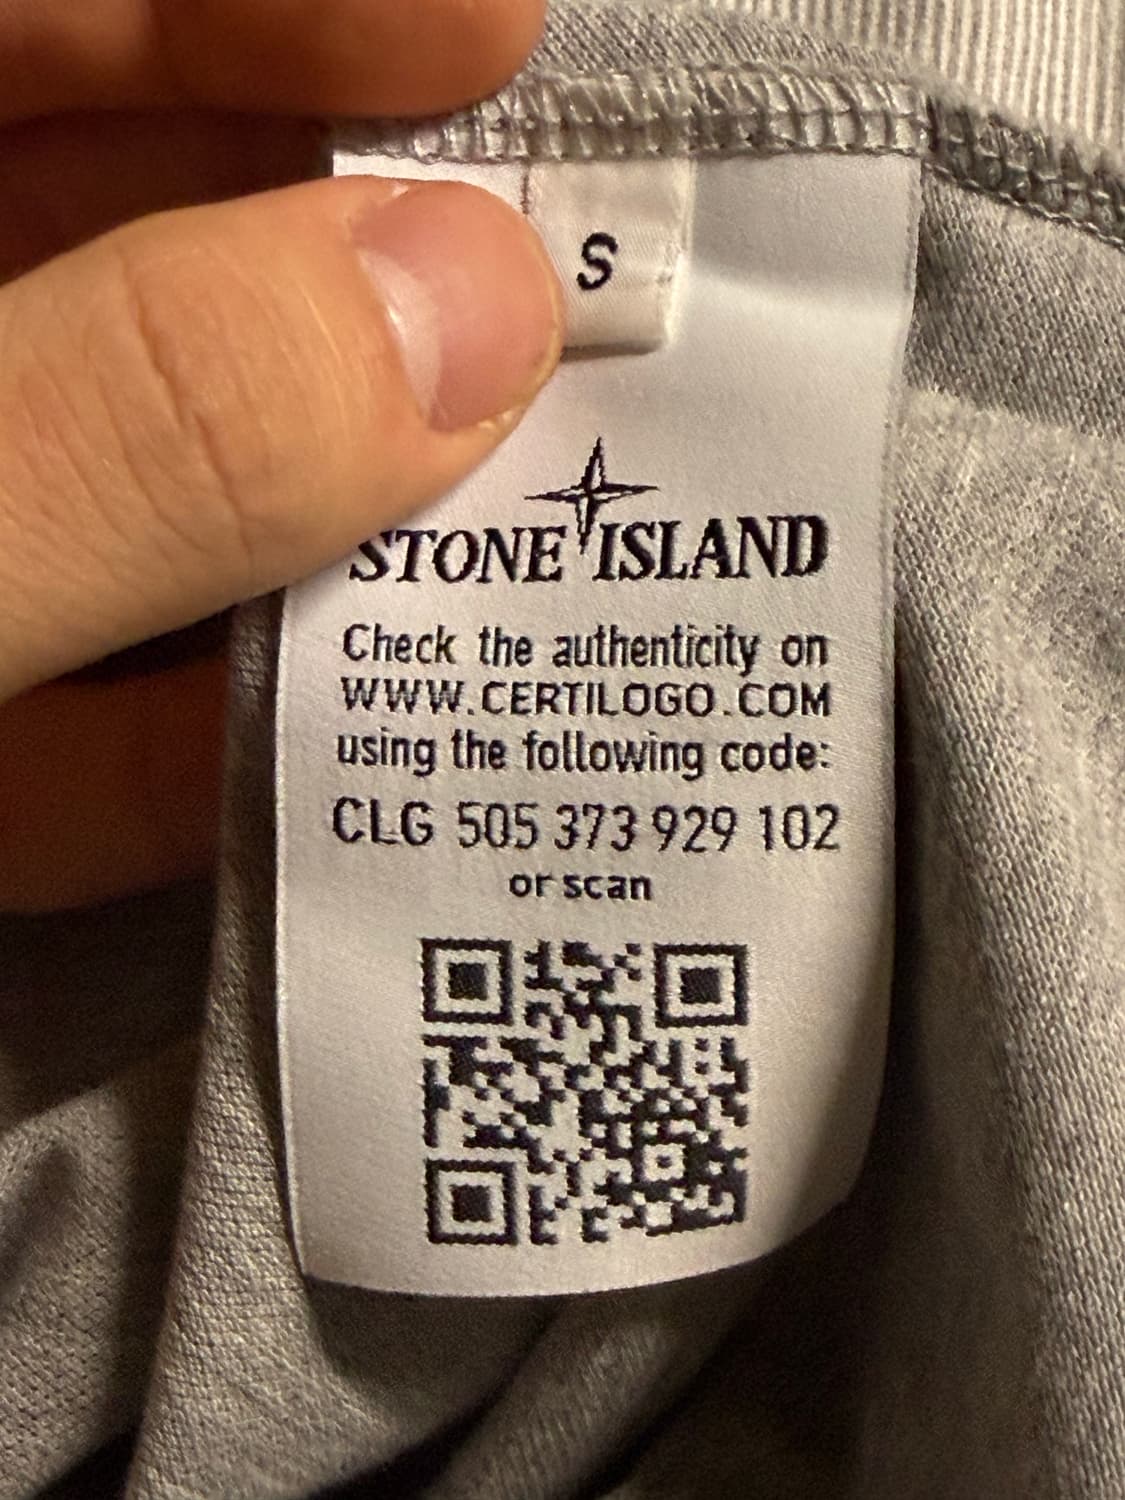 S
STONE ISLAND
Check the authenticity on
WWW.CERTILOGO.COM
using the following code:
CLG 505 373 929 102
or scan